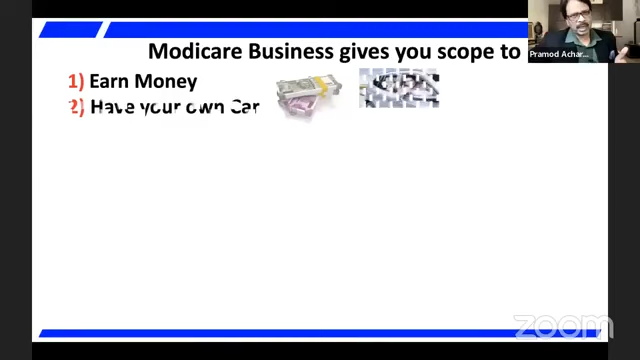 Modicare Business gives you scope to
Pramod Achar...
1) Earn Money
2) Have your own Car
zoom